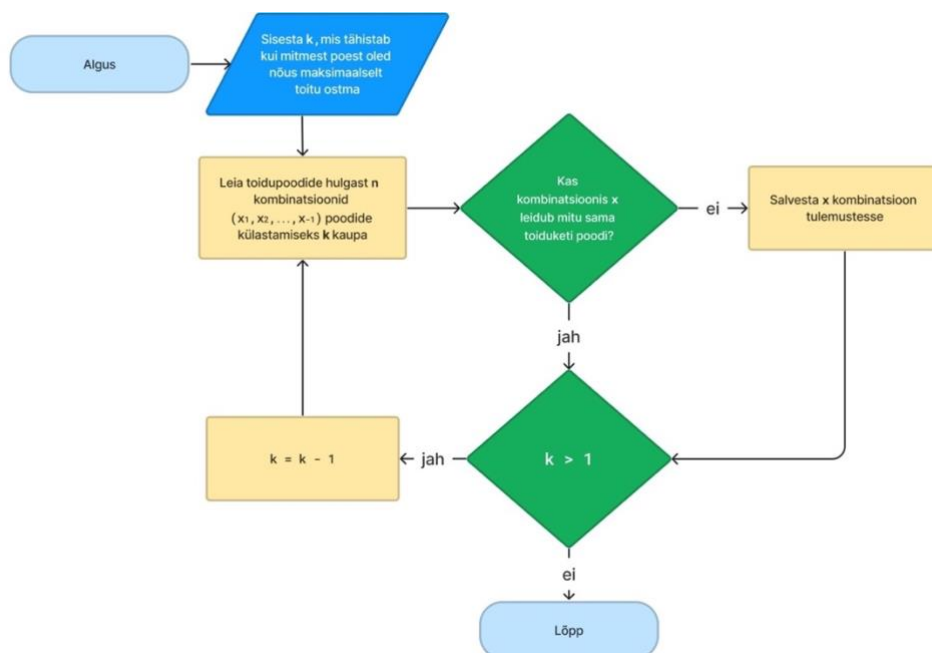 Algus
Sisesta k, mis tähistab
kui mitmest poest oled
nõus maksimaalselt
toitu ostma
Leia toidupoodide hulgast n
kombinatsioonid
(x₁, x₂, ..., x₋₁) poodide
külastamiseks k kaupa
Kas
kombinatsioonis x
leidub mitu sama
toiduketi poodi?
ei
Salvesta x kombinatsioon
tulemustesse
jah
k = k - 1
jah
k > 1
ei
Lõpp